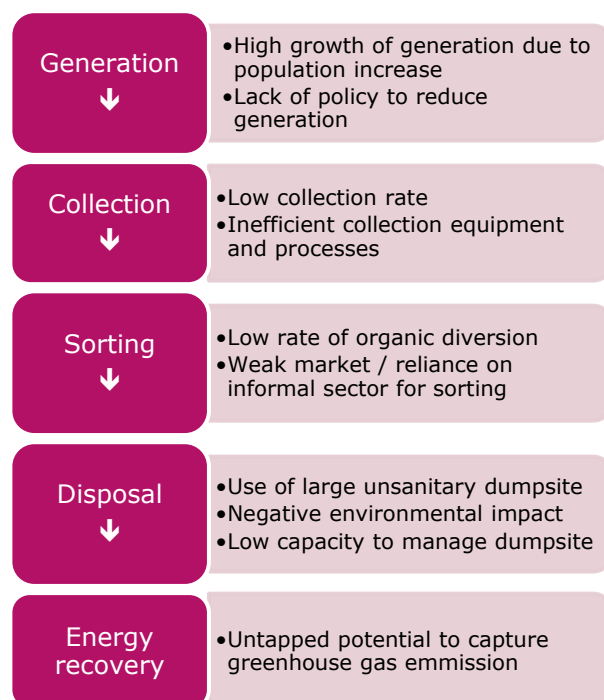 Generation
•High growth of generation due to
population increase
•Lack of policy to reduce
generation
Collection
•Low collection rate
•Inefficient collection equipment
and processes
Sorting
•Low rate of organic diversion
•Weak market / reliance on
informal sector for sorting
Disposal
•Use of large unsanitary dumpsite
•Negative environmental impact
•Low capacity to manage dumpsite
Energy
recovery
•Untapped potential to capture
greenhouse gas emmission